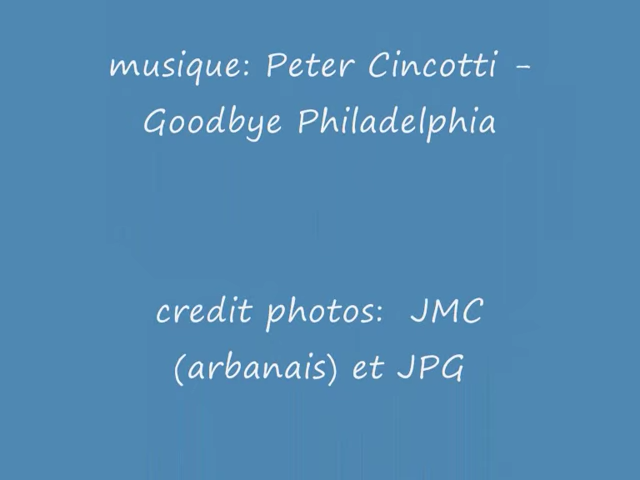 musique: Peter Cincotti -
Goodbye Philadelphia
credit photos: JMC
(arbanais) et JPG